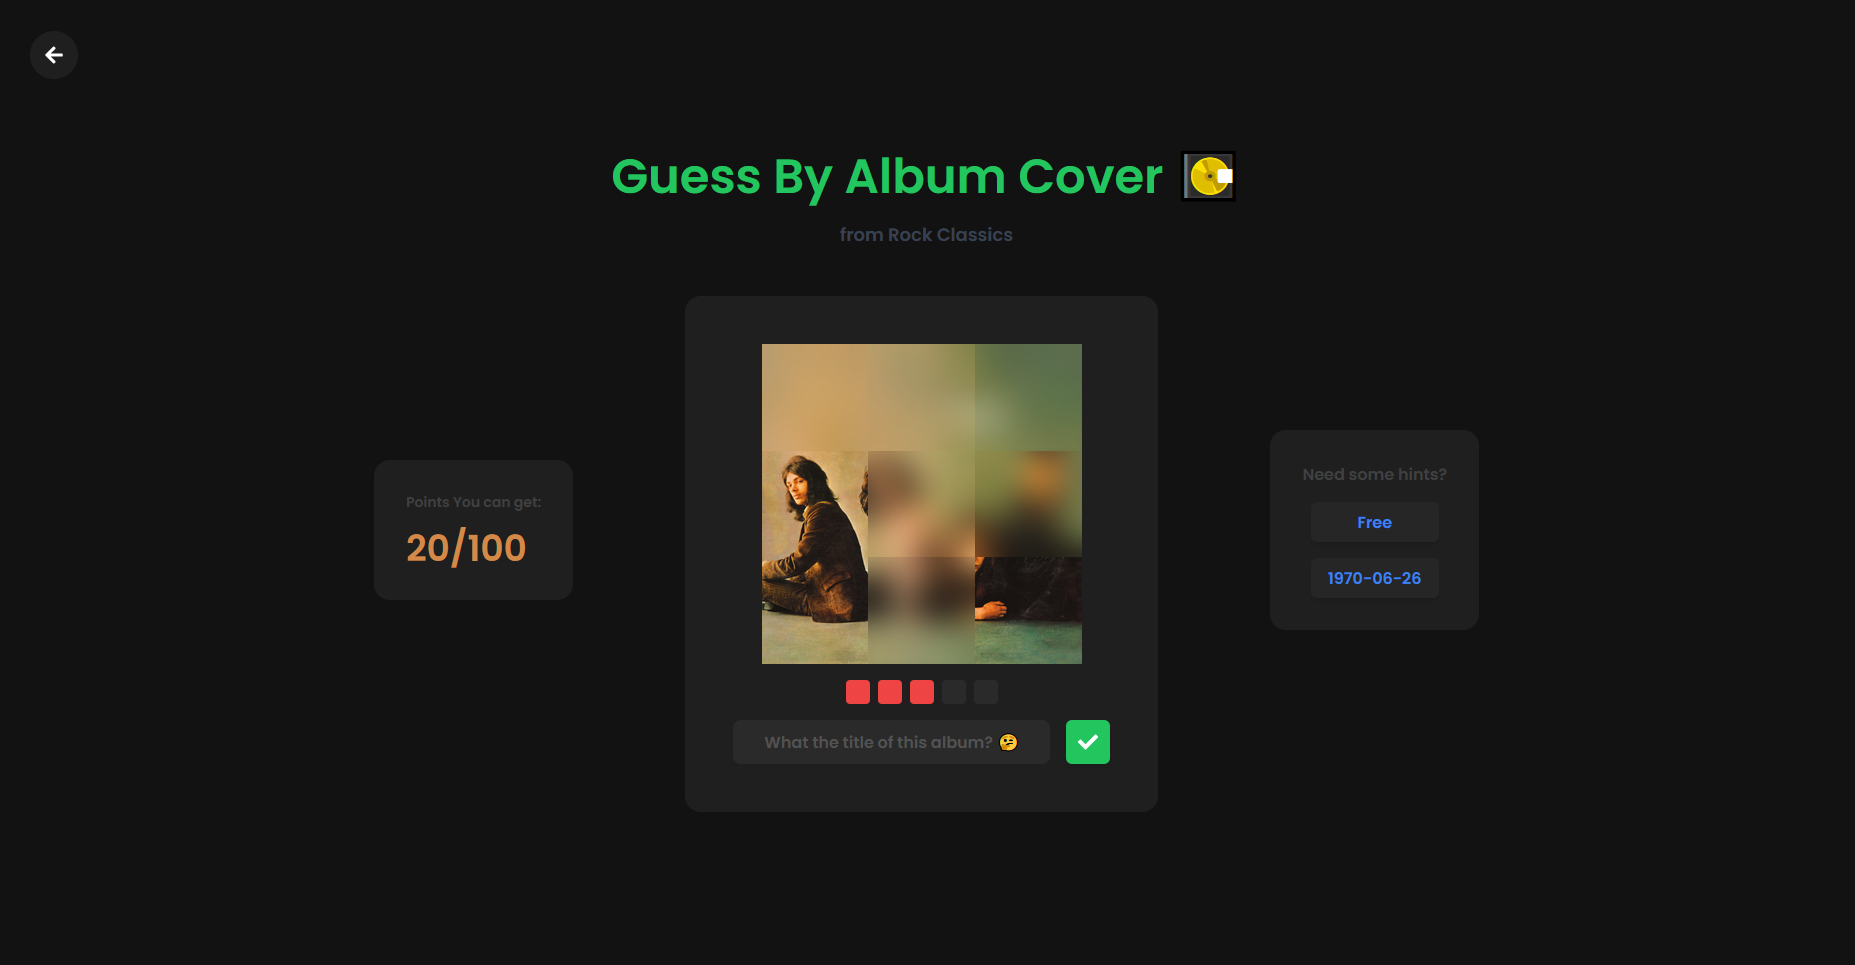 Guess By Album Cover
from Rock Classics
Points You can get:
20/100
Need some hints?
Free
1970-06-26
What the title of this album? 🤔